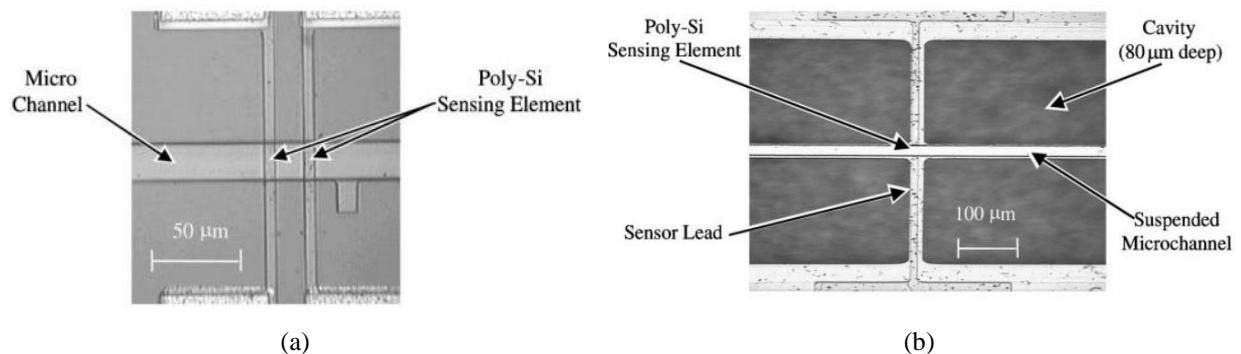 Micro
Channel
Poly-Si
Sensing Element
50 μm
(a)
Poly-Si
Sensing Element
Cavity
(80 μm deep)
Sensor Lead
100 μm
Suspended
Microchannel
(b)